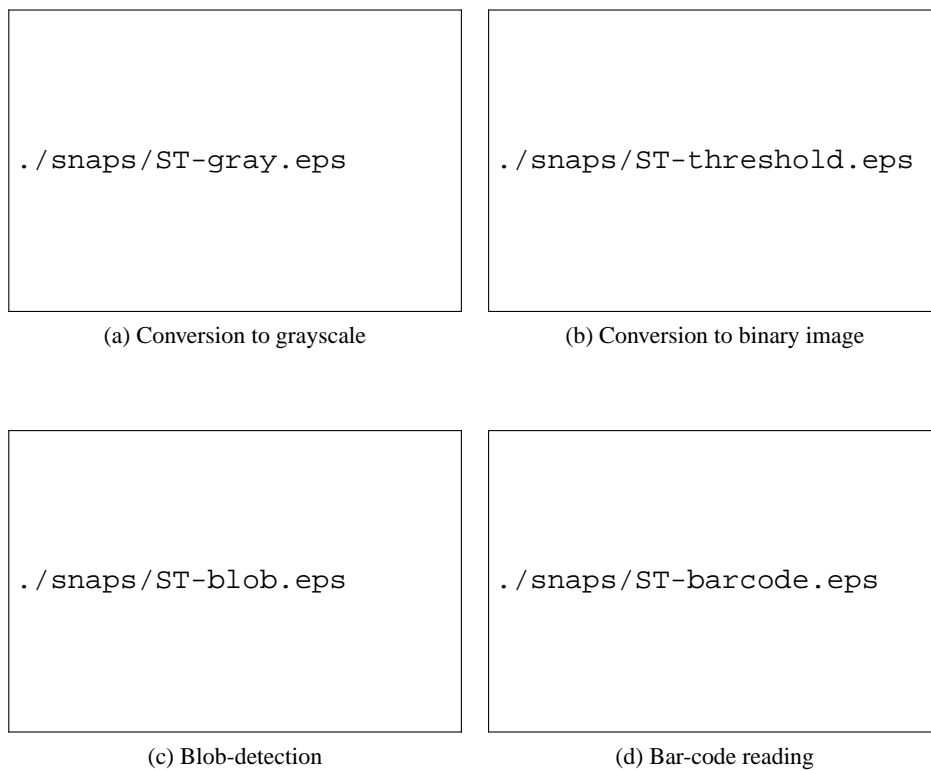 ./snaps/ST-gray.eps
./snaps/ST-threshold.eps
(a) Conversion to grayscale
(b) Conversion to binary image
./snaps/ST-blob.eps
./snaps/ST-barcode.eps
(c) Blob-detection
(d) Bar-code reading